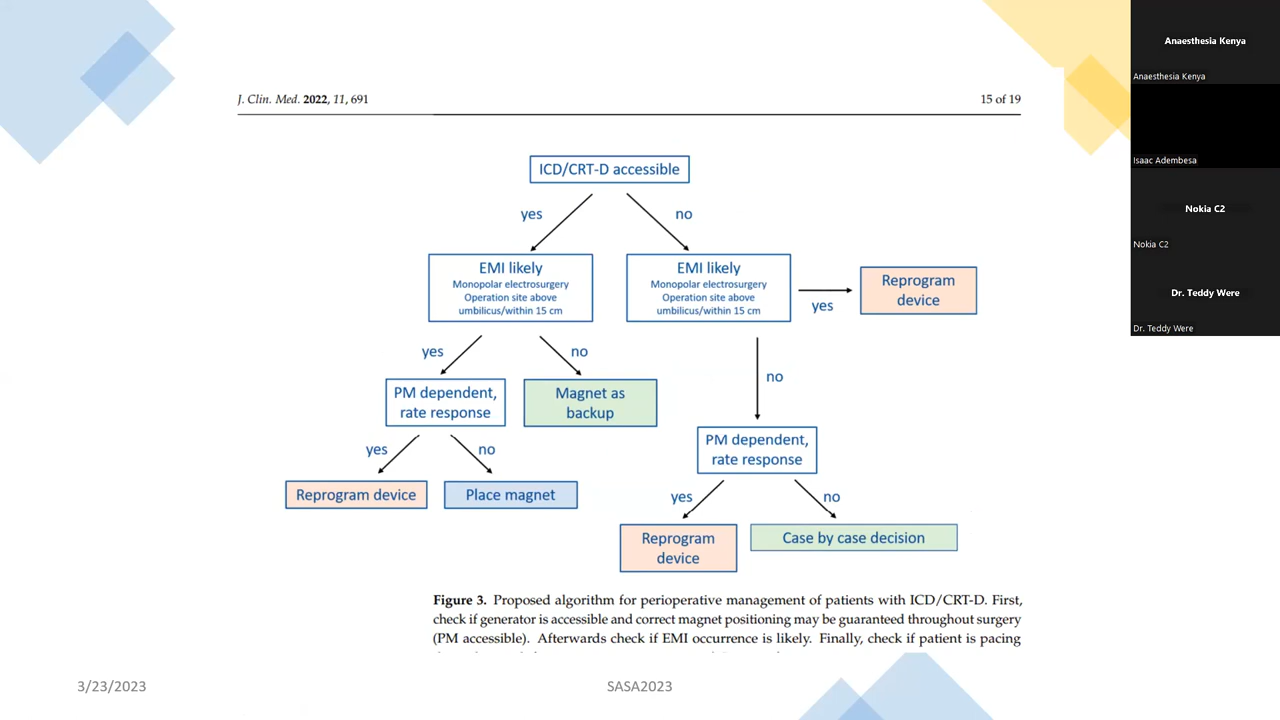 J. Clin. Med. 2022, 11, 691
15 of 19
ICD/CRT-D accessible
yes
no
EMI likely
Monopolar electrosurgery
Operation site above
umbilicus/within 15 cm
EMI likely
Monopolar electrosurgery
Operation site above
umbilicus/within 15 cm
yes
Reprogram
device
yes
no
no
PM dependent,
rate response
Magnet as
backup
PM dependent,
rate response
yes
no
Reprogram device
Place magnet
yes
no
Reprogram
device
Case by case decision
Figure 3. Proposed algorithm for perioperative management of patients with ICD/CRT-D. First,
check if generator is accessible and correct magnet positioning may be guaranteed throughout surgery
(PM accessible). Afterwards check if EMI occurrence is likely. Finally, check if patient is pacing
3/23/2023
SASA2023
Anaesthesia Kenya
Anaesthesia Kenya
Isaac Adembesa
Nokia C2
Nokia C2
Dr. Teddy Were
Dr. Teddy Were